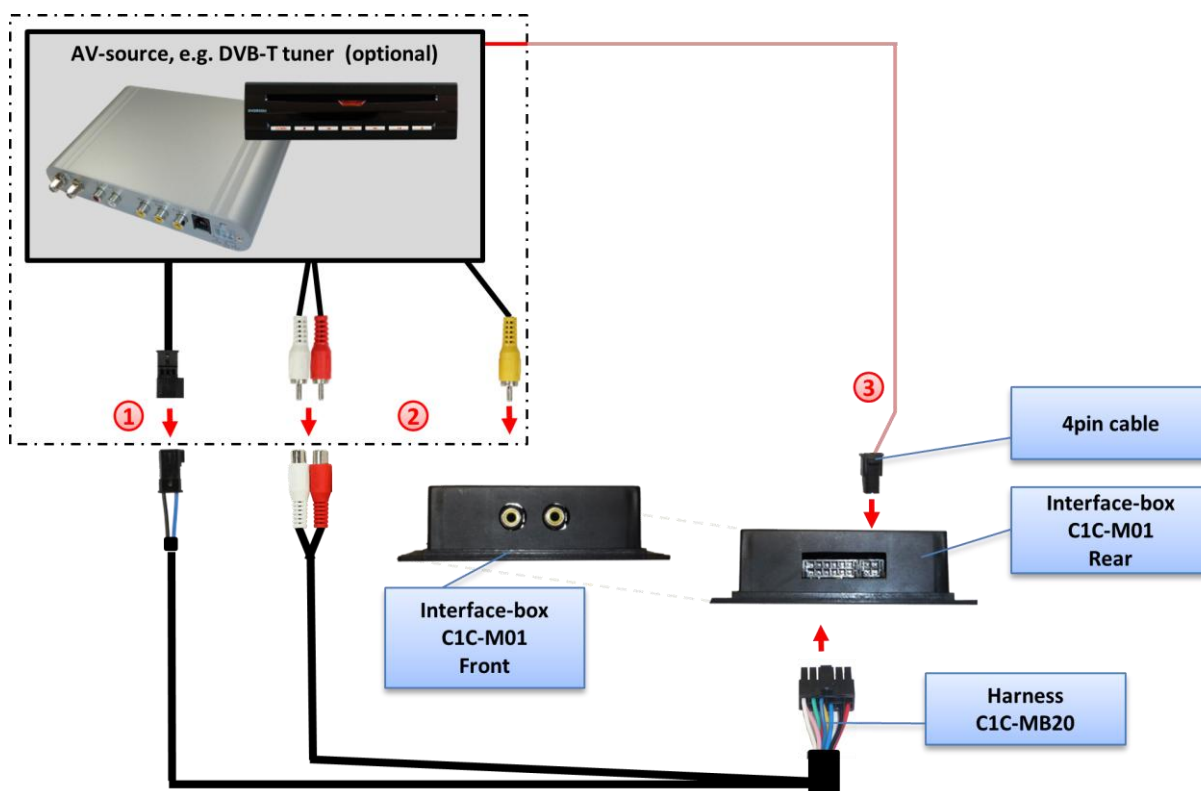 AV-source, e.g. DVB-T tuner (optional)
1
2
3
4pin cable
Interface-box
C1C-M01
Rear
Interface-box
C1C-M01
Front
Harness
C1C-MB20